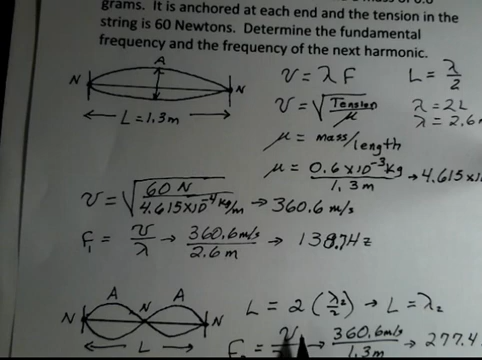 grams. It is anchored at each end and the tension in the
string is 60 Newtons. Determine the fundamental
frequency and the frequency of the next harmonic.
A
N N
← L = 1.3m →
v = λF L = λ/2
v = √(Tension/μ) λ = 2L
λ = 2.6
μ = mass/length
μ = 0.6 x 10⁻³ kg / 1.3 m → 4.615 x 1
v = √(60 N / 4.615 x 10⁻⁴ kg/m) → 360.6 m/s
F₁ = v/λ → 360.6 m/s / 2.6 m → 138.7 Hz
A A
N N N
← L →
L = 2 (λ₂/2) → L = λ₂
= v → 360.6 m/s / 1.3m → 277.4